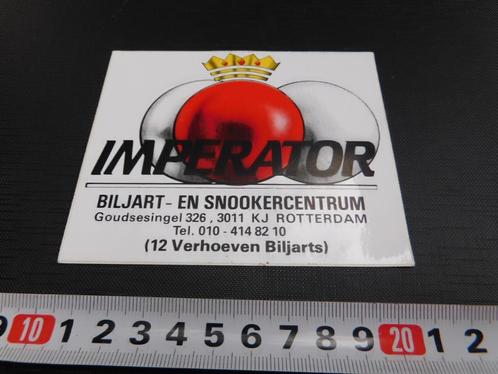 IMPERATOR
BILJART- EN SNOOKERCENTRUM
Goudsesingel 326, 3011 KJ ROTTERDAM
Tel. 010 - 414 82 10
(12 Verhoeven Biljarts)
9 10 1 2 3 4 5 6 7 8 9 20 1 2